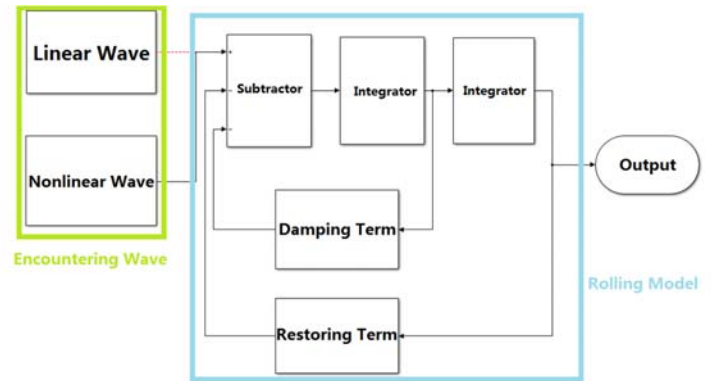 Linear Wave
Nonlinear Wave
Encountering Wave
+
Subtractor
Integrator
Integrator
Damping Term
Restoring Term
Output
Rolling Model